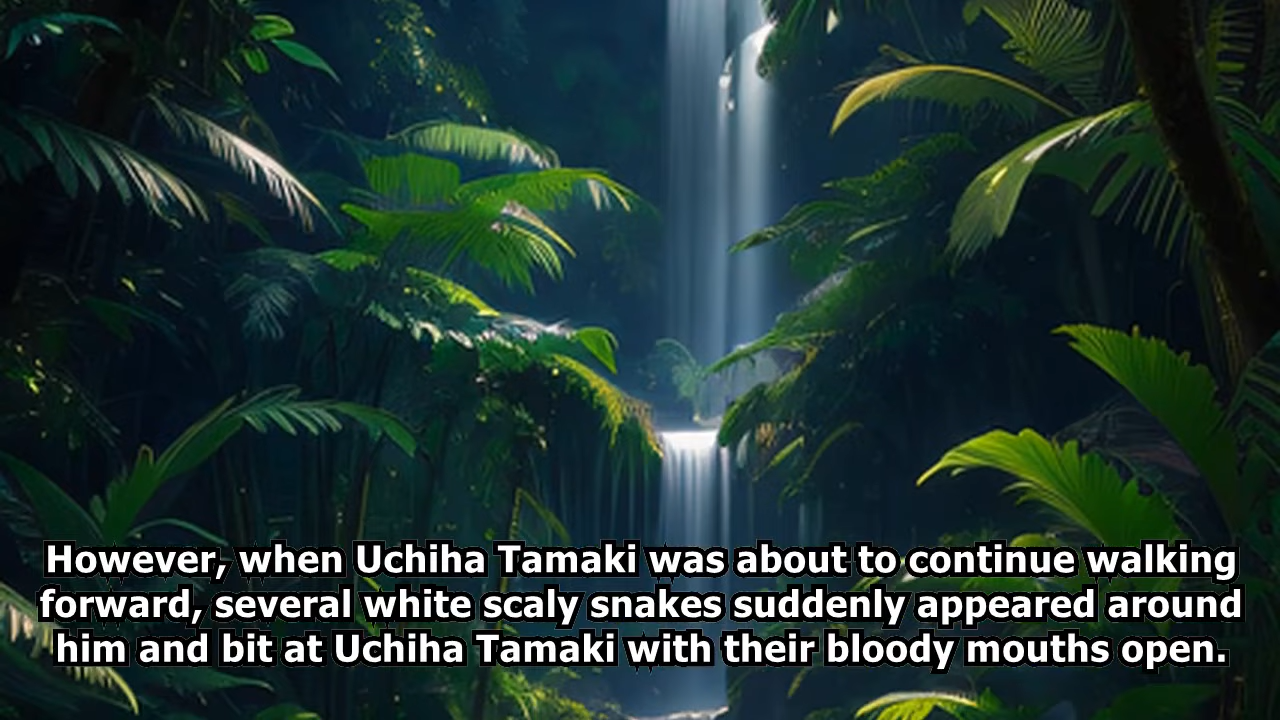 However, when Uchiha Tamaki was about to continue walking
forward, several white scaly snakes suddenly appeared around
him and bit at Uchiha Tamaki with their bloody mouths open.